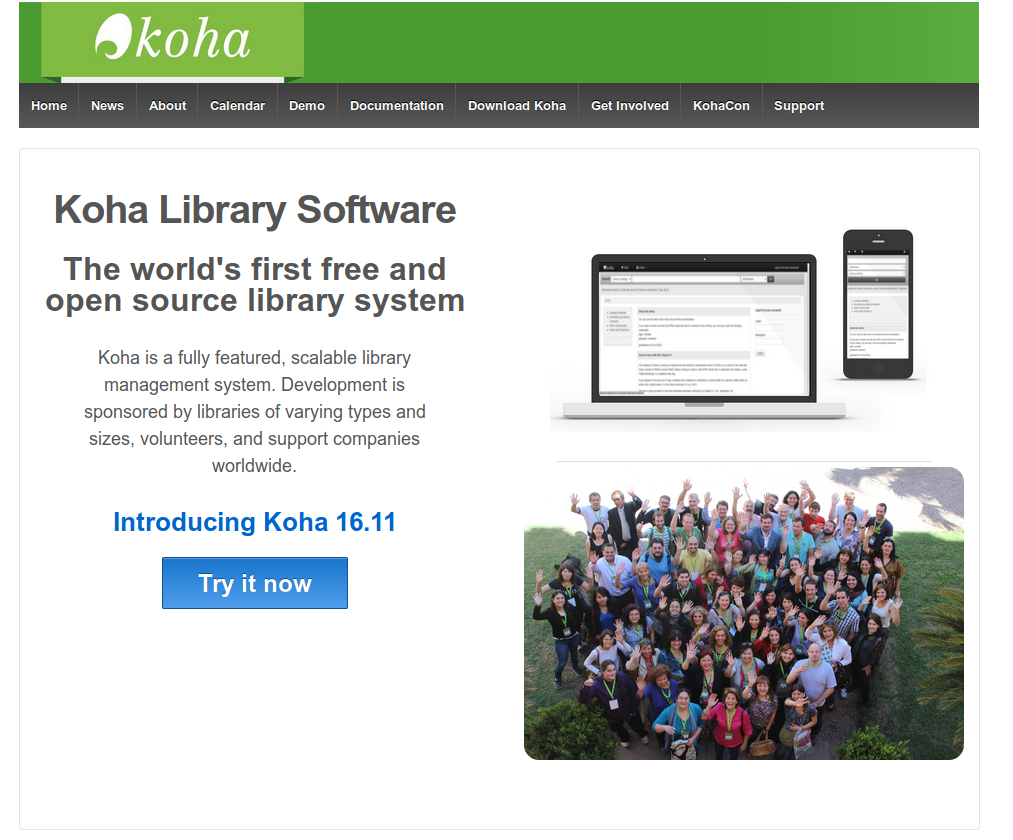 koha
Home News About Calendar Demo Documentation Download Koha Get Involved KohaCon Support
Koha Library Software
The world's first free and
open source library system
Koha is a fully featured, scalable library
management system. Development is
sponsored by libraries of varying types and
sizes, volunteers, and support companies
worldwide.
Introducing Koha 16.11
Try it now